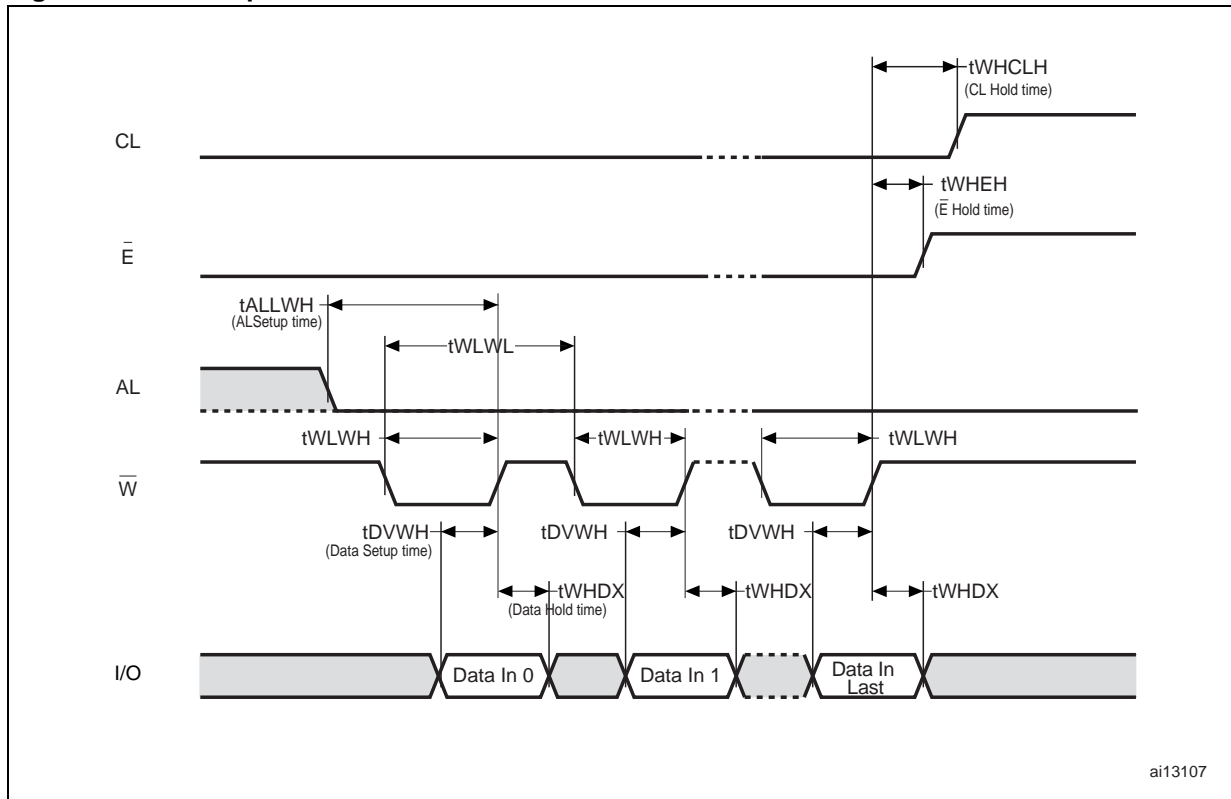 tWHCLH
(CL Hold time)
CL
tWHEH
(E̅ Hold time)
E̅
tALLWH
(ALSetup time)
tWLWL
AL
tWLWH
tWLWH
tWLWH
W̅
tDVWH
(Data Setup time)
tDVWH
tDVWH
tWHDX
(Data Hold time)
tWHDX
tWHDX
I/O
Data In 0
Data In 1
Data In
Last
ai13107